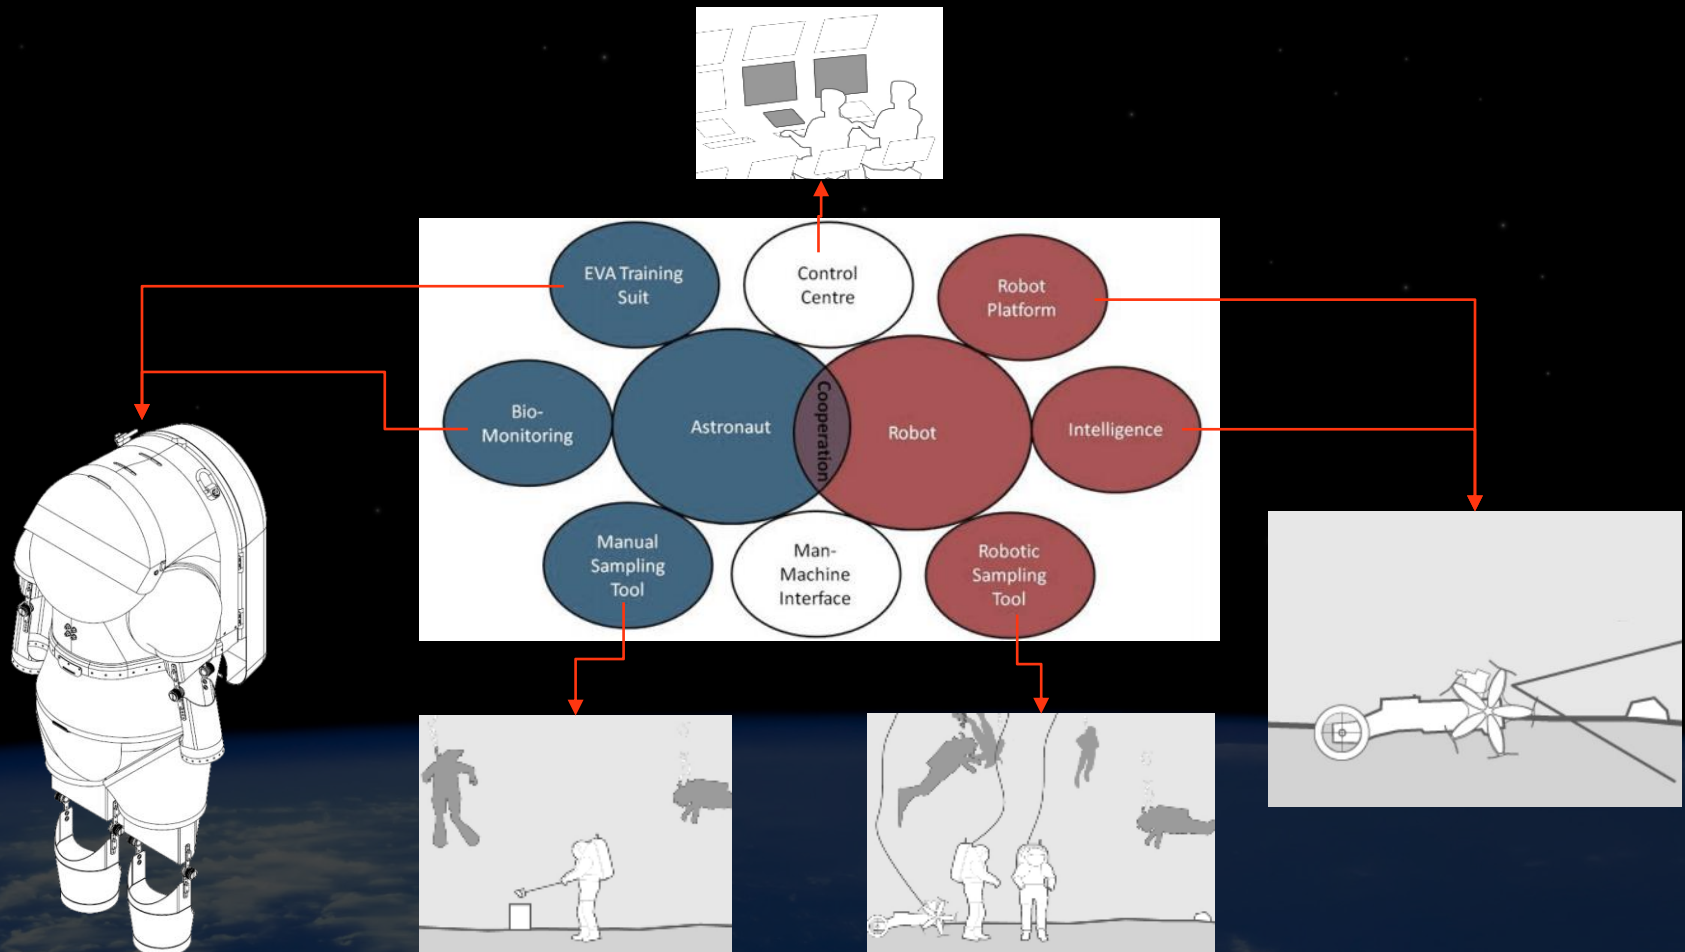 EVA Training
Suit
Control
Centre
Robot
Platform
Bio-
Monitoring
Astronaut
Cooperation
Robot
Intelligence
Manual
Sampling
Tool
Man-
Machine
Interface
Robotic
Sampling
Tool